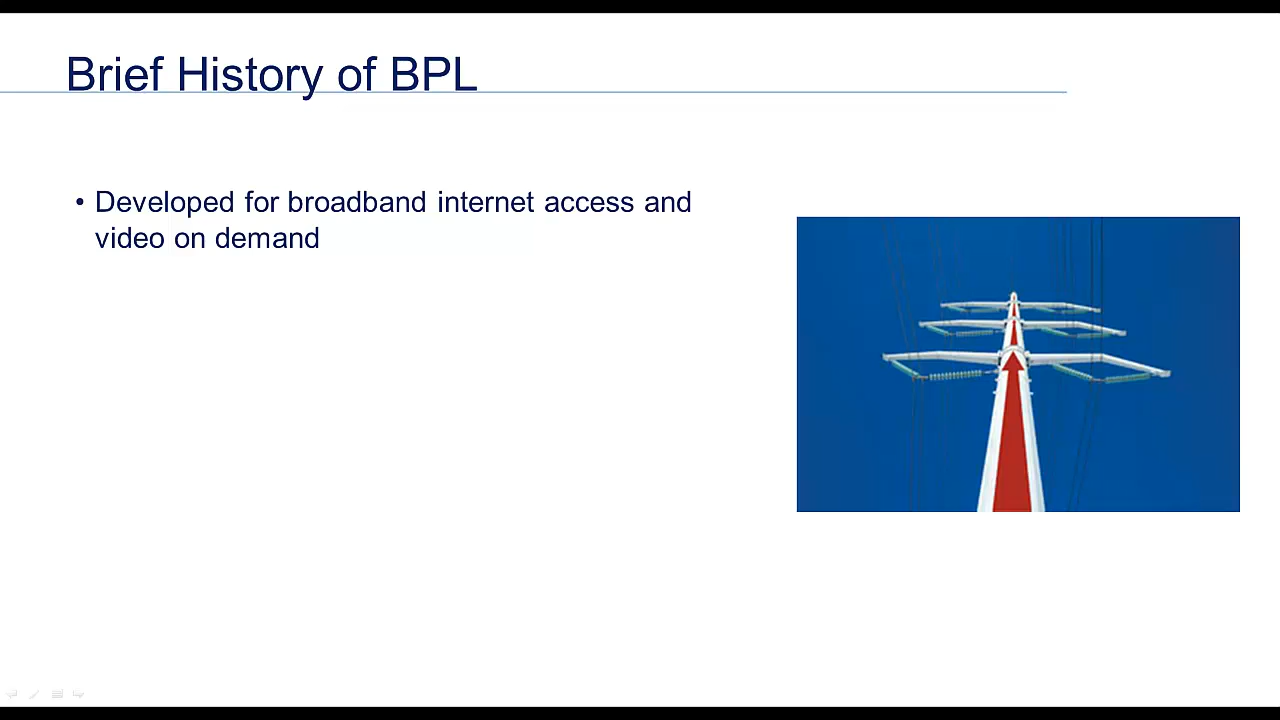 Brief History of BPL
• Developed for broadband internet access and
video on demand